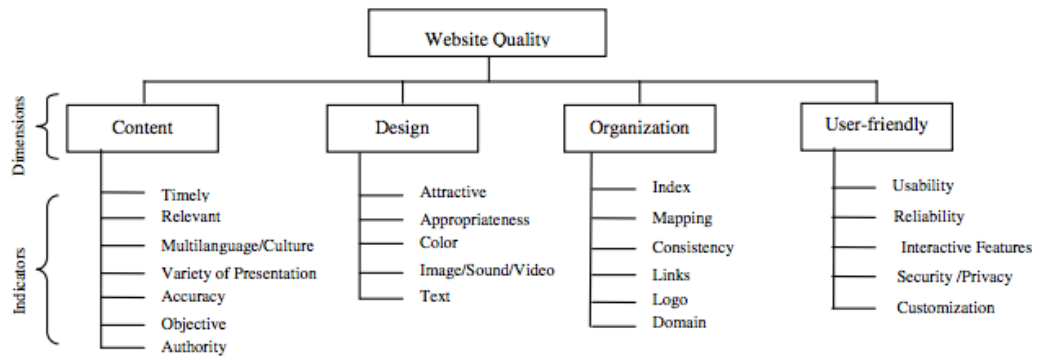 Website Quality
Dimensions
Content
Design
Organization
User-friendly
Indicators
Timely
Relevant
Multilanguage/Culture
Variety of Presentation
Accuracy
Objective
Authority
Attractive
Appropriateness
Color
Image/Sound/Video
Text
Index
Mapping
Consistency
Links
Logo
Domain
Usability
Reliability
Interactive Features
Security /Privacy
Customization